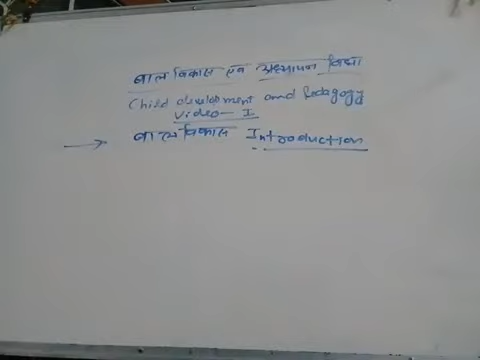 बाल विकास एवं अध्यापन विद्या
Child development and Pedagogy
Video - I
→ बाल विकास Introduction